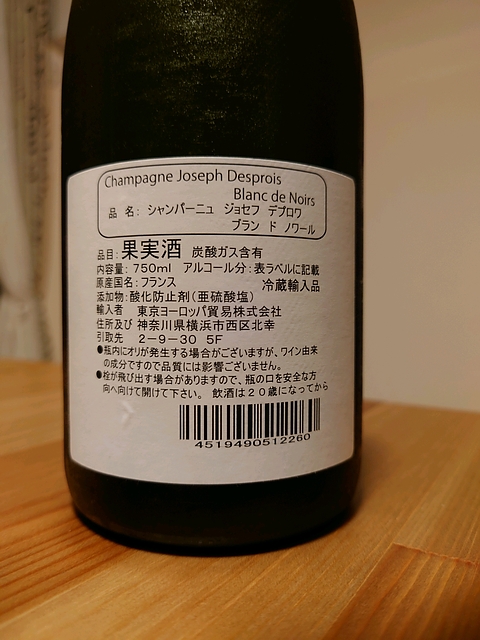 Champagne Joseph Desprois
Blanc de Noirs
品 名: シャンパーニュ ジョセフ デプロワ
ブラン ド ノワール
品目: 果実酒 炭酸ガス含有
内容量: 750ml アルコール分: 表ラベルに記載
原産国名: フランス 冷蔵輸入品
添加物: 酸化防止剤(亜硫酸塩)
輸入者 東京ヨーロッパ貿易株式会社
住所及び 神奈川県横浜市西区北幸
引取先 2-9-30 5F
●瓶内にオリが発生する場合がございますが、ワイン由来
の成分ですので品質には影響ございません。
●栓が飛び出す場合がありますので、瓶の口を安全な方
向へ向けて開けて下さい。 飲酒は20歳になってから
4519490512260